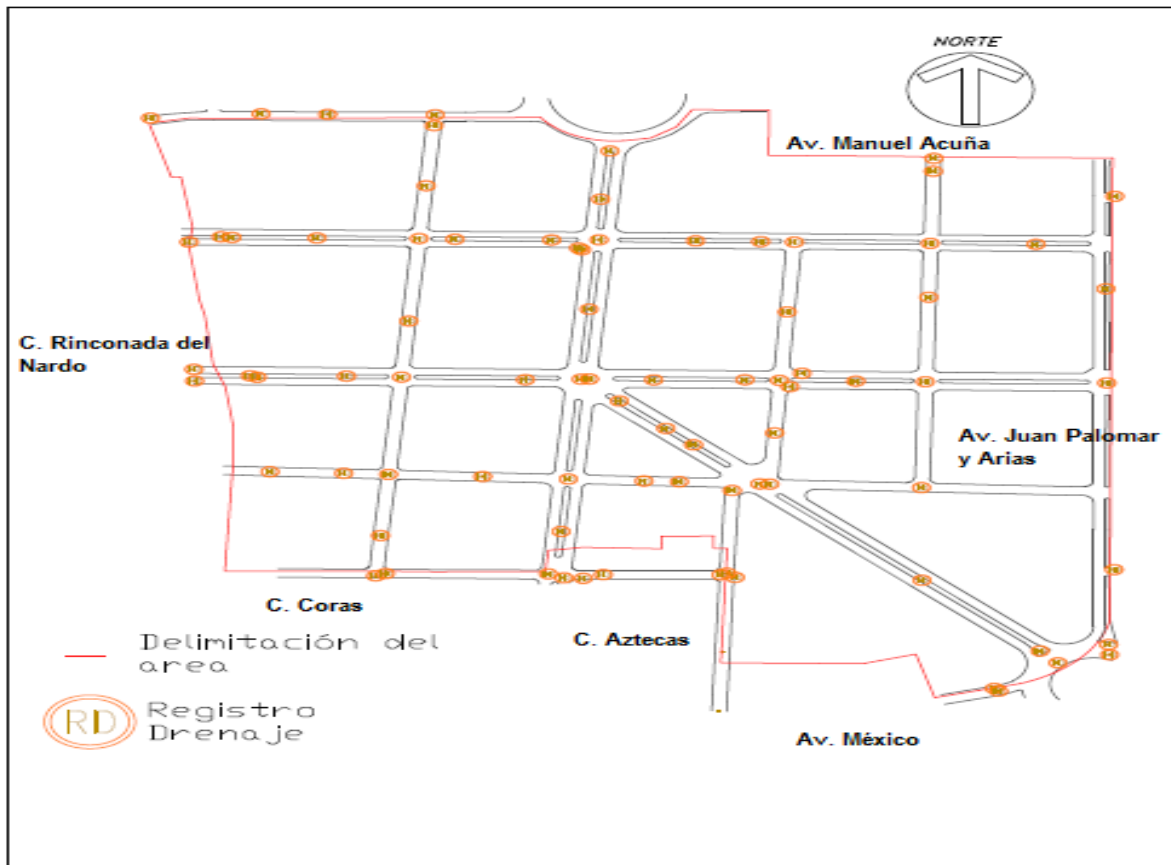 NORTE
Av. Manuel Acuña
C. Rinconada del
Nardo
Av. Juan Palomar
y Arias
C. Coras
C. Aztecas
Delimitación del
area
RD
Registro
Drenaje
Av. México